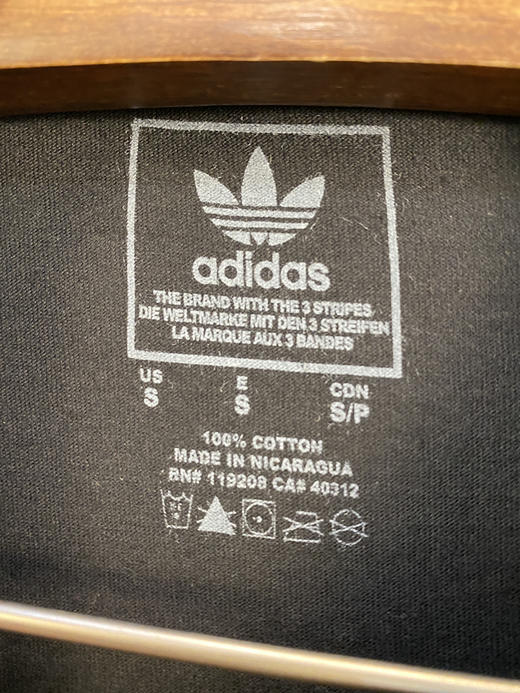 adidas
THE BRAND WITH THE 3 STRIPES
DIE WELTMARKE MIT DEN 3 STREIFEN
LA MARQUE AUX 3 BANDES
US E CDN
S S S/P
100% COTTON
MADE IN NICARAGUA
RN# 119208 CA# 40312